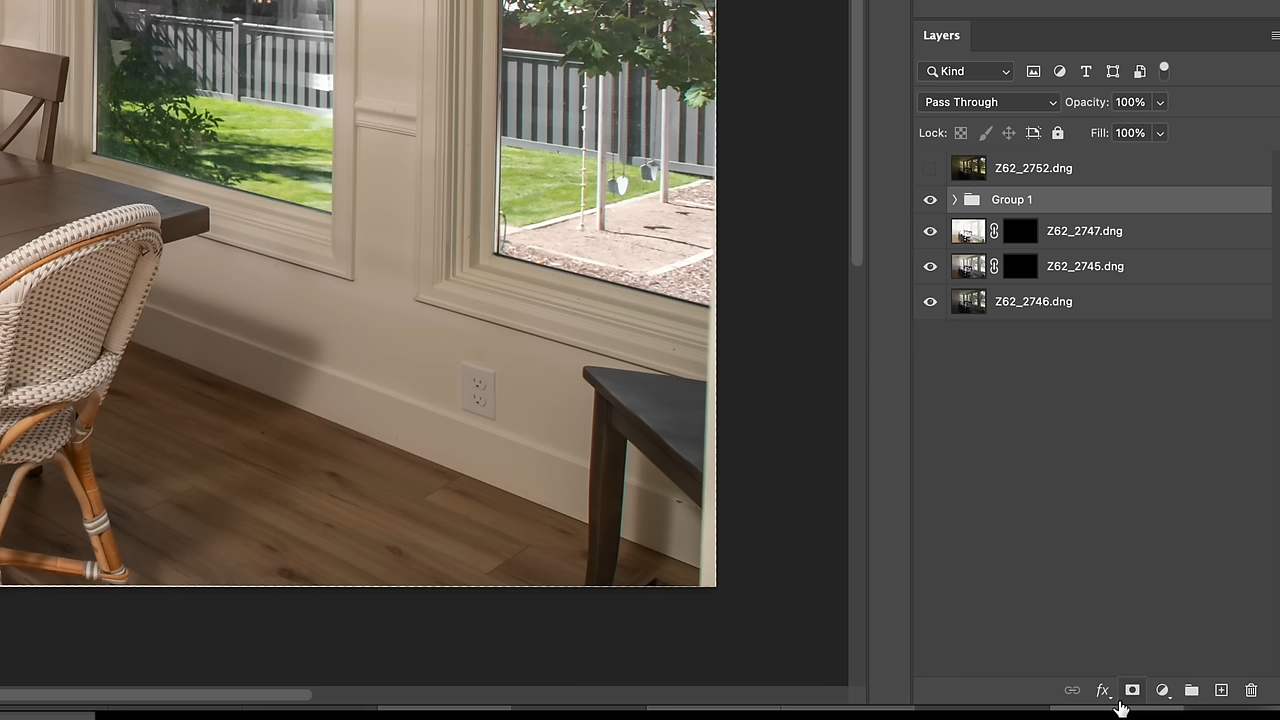 Layers
Kind
Pass Through Opacity: 100%
Lock: Fill: 100%
Z62_2752.dng
Group 1
Z62_2747.dng
Z62_2745.dng
Z62_2746.dng
fx